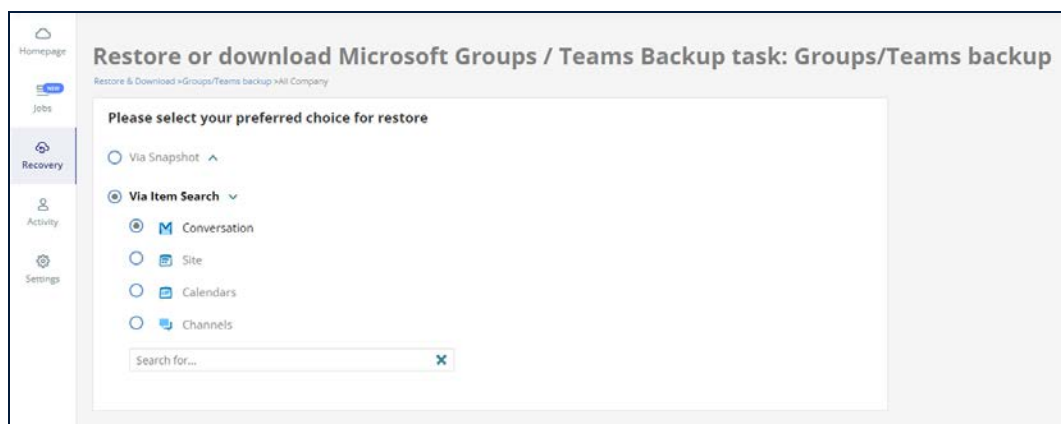 Homepage
NEW
Jobs
Recovery
Activity
Settings
Restore or download Microsoft Groups / Teams Backup task: Groups/Teams backup
Restore & Download >Groups/Teams backup >All Company
Please select your preferred choice for restore
Via Snapshot
Via Item Search
Conversation
Site
Calendars
Channels
Search for...